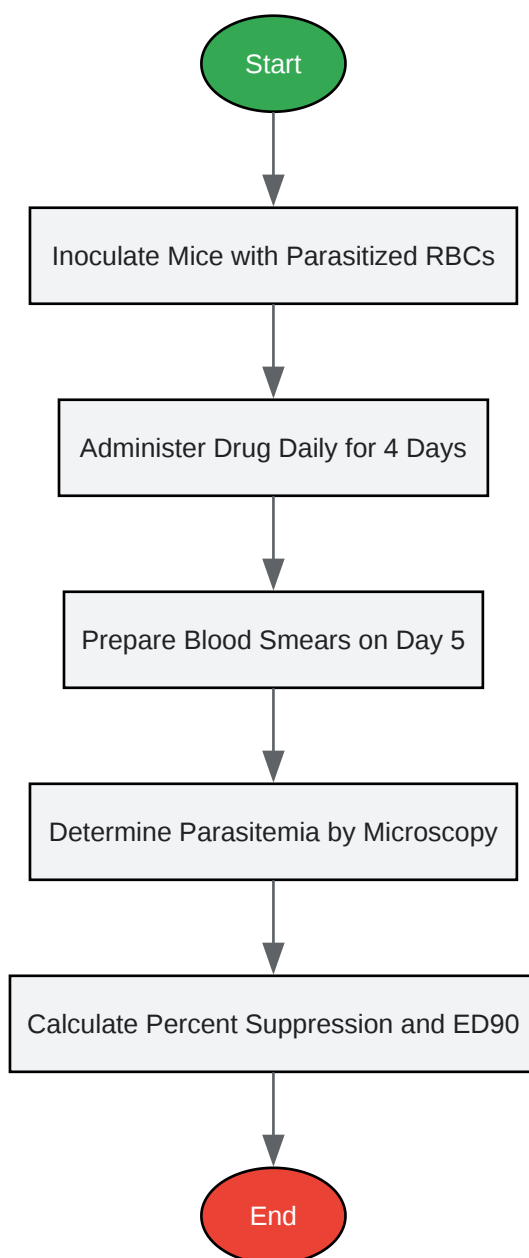 Start
Inoculate Mice with Parasitized RBCs
Administer Drug Daily for 4 Days
Prepare Blood Smears on Day 5
Determine Parasitemia by Microscopy
Calculate Percent Suppression and ED90
End